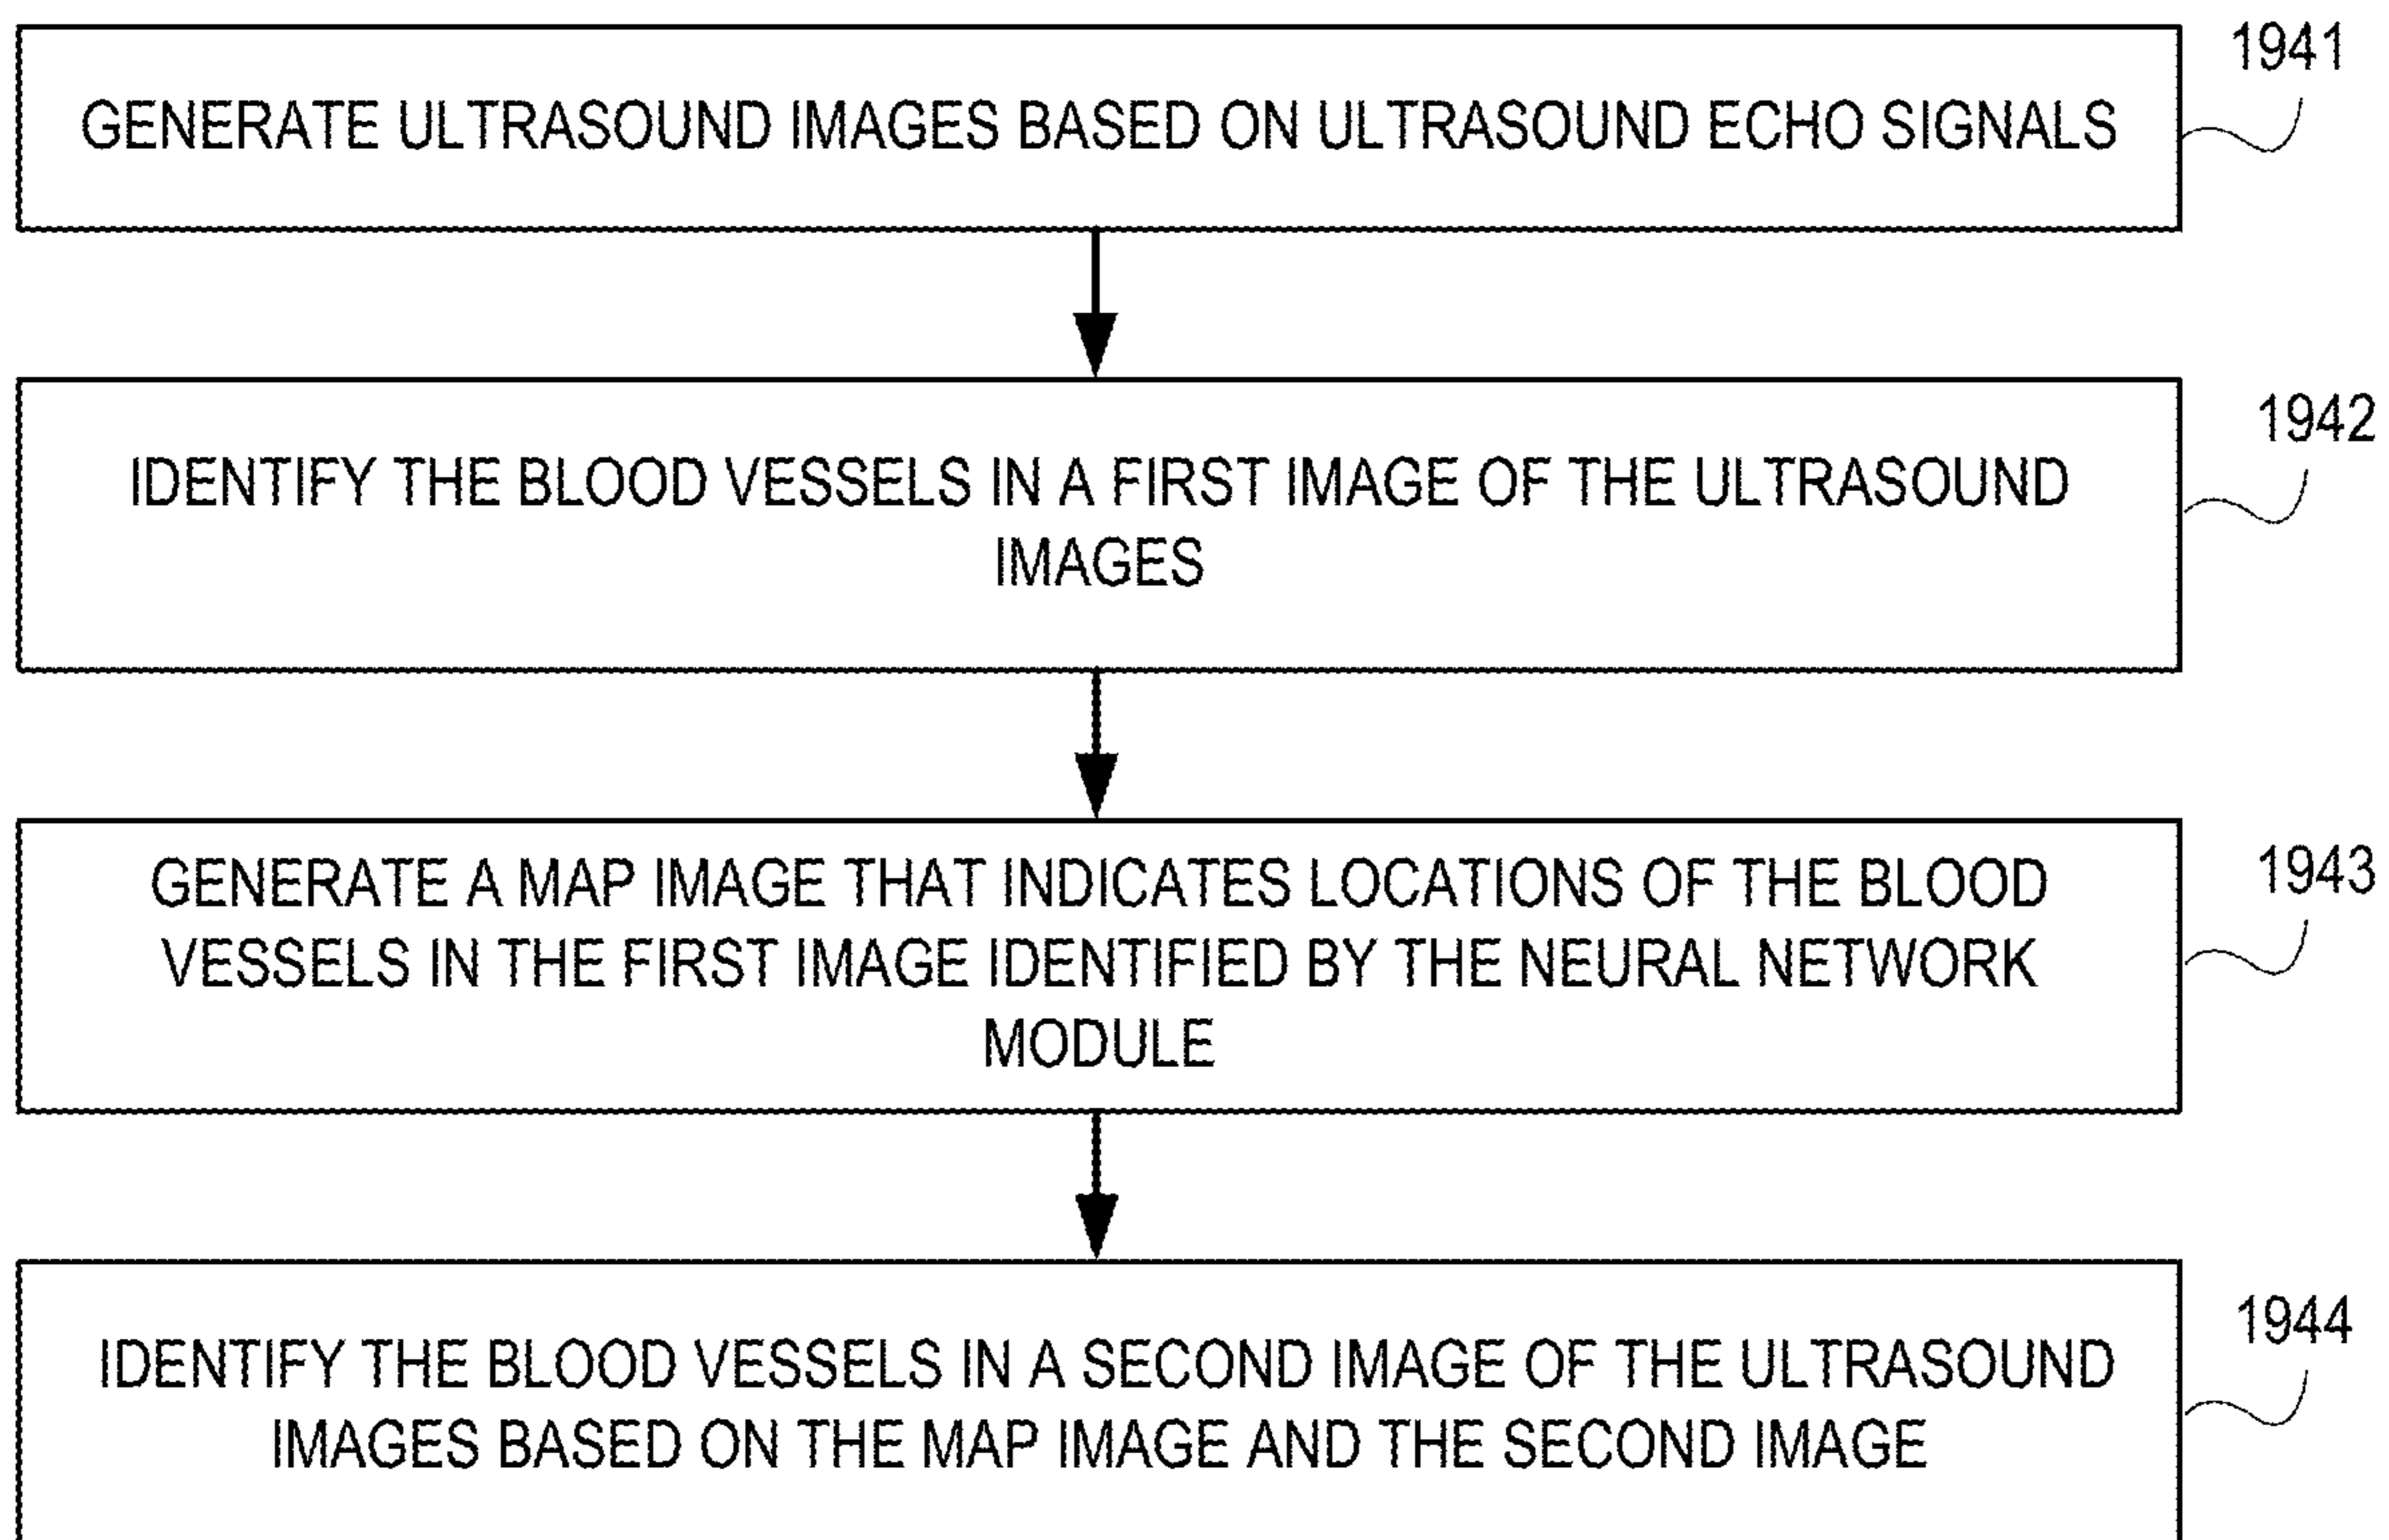 1941
GENERATE ULTRASOUND IMAGES BASED ON ULTRASOUND ECHO SIGNALS
1942
IDENTIFY THE BLOOD VESSELS IN A FIRST IMAGE OF THE ULTRASOUND
IMAGES
1943
GENERATE A MAP IMAGE THAT INDICATES LOCATIONS OF THE BLOOD
VESSELS IN THE FIRST IMAGE IDENTIFIED BY THE NEURAL NETWORK
MODULE
1944
IDENTIFY THE BLOOD VESSELS IN A SECOND IMAGE OF THE ULTRASOUND
IMAGES BASED ON THE MAP IMAGE AND THE SECOND IMAGE